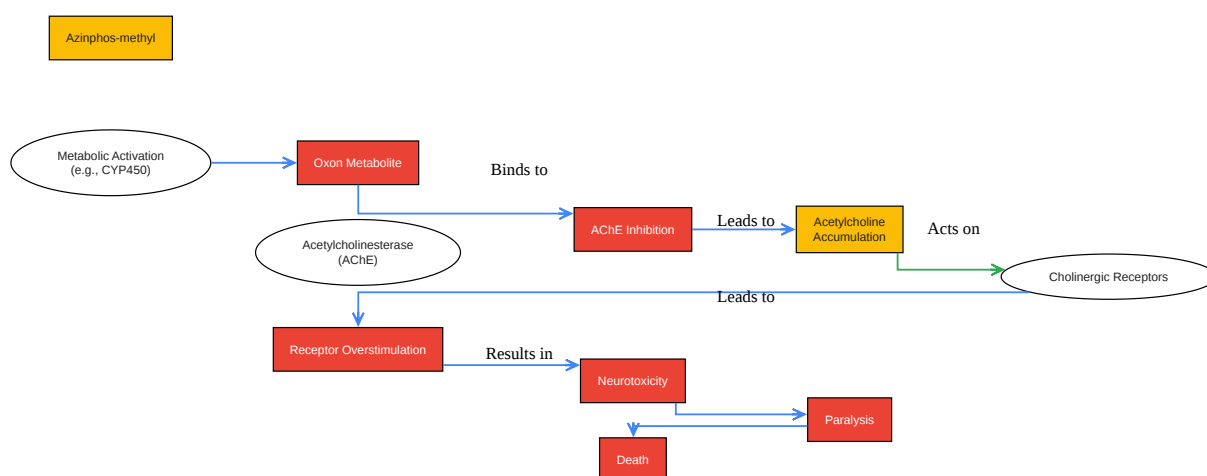 Azinphos-methyl
Metabolic Activation
(e.g., CYP450)
Oxon Metabolite
Binds to
AChE Inhibition
Leads to
Acetylcholine
Accumulation
Acts on
Acetylcholinesterase
(AChE)
Cholinergic Receptors
Leads to
Receptor Overstimulation
Results in
Neurotoxicity
Paralysis
Death